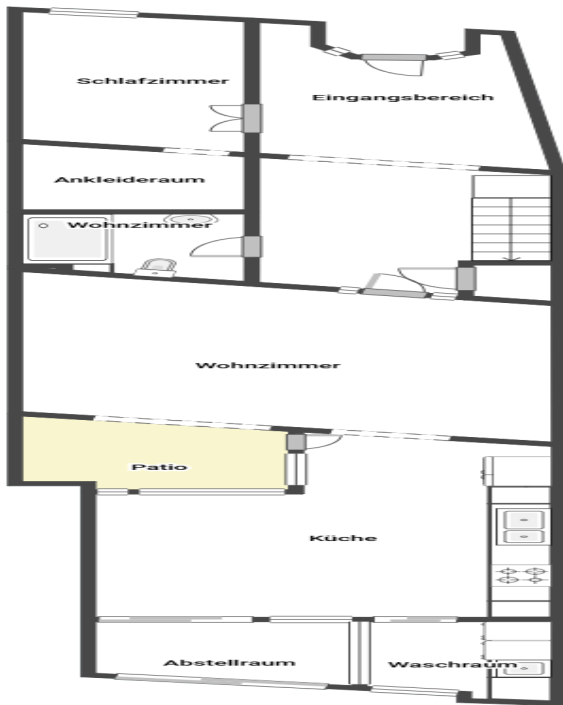 Schlafzimmer
Eingangsbereich
Ankleideraum
Wohnzimmer
Wohnzimmer
Patio
Küche
Abstellraum
Waschraum